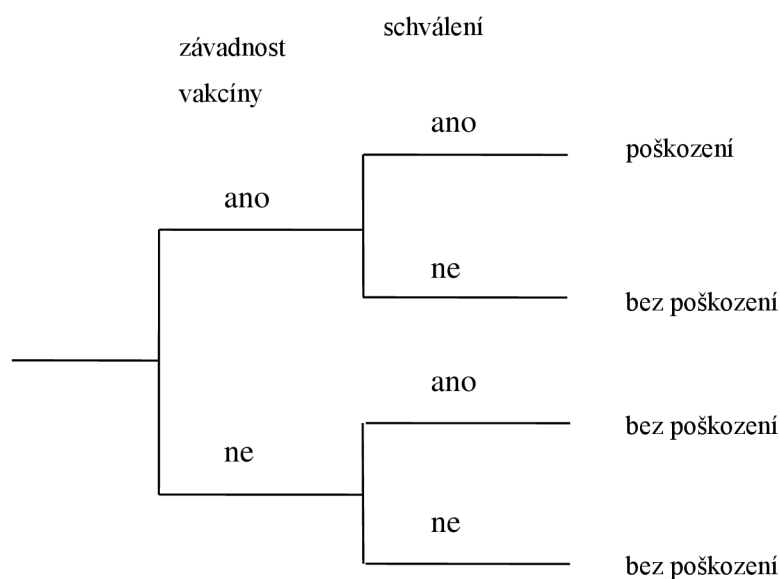 schválení
závadnost
vakcíny
ano
poškození
ano
ne
bez poškození
ano
bez poškození
ne
ne
bez poškození